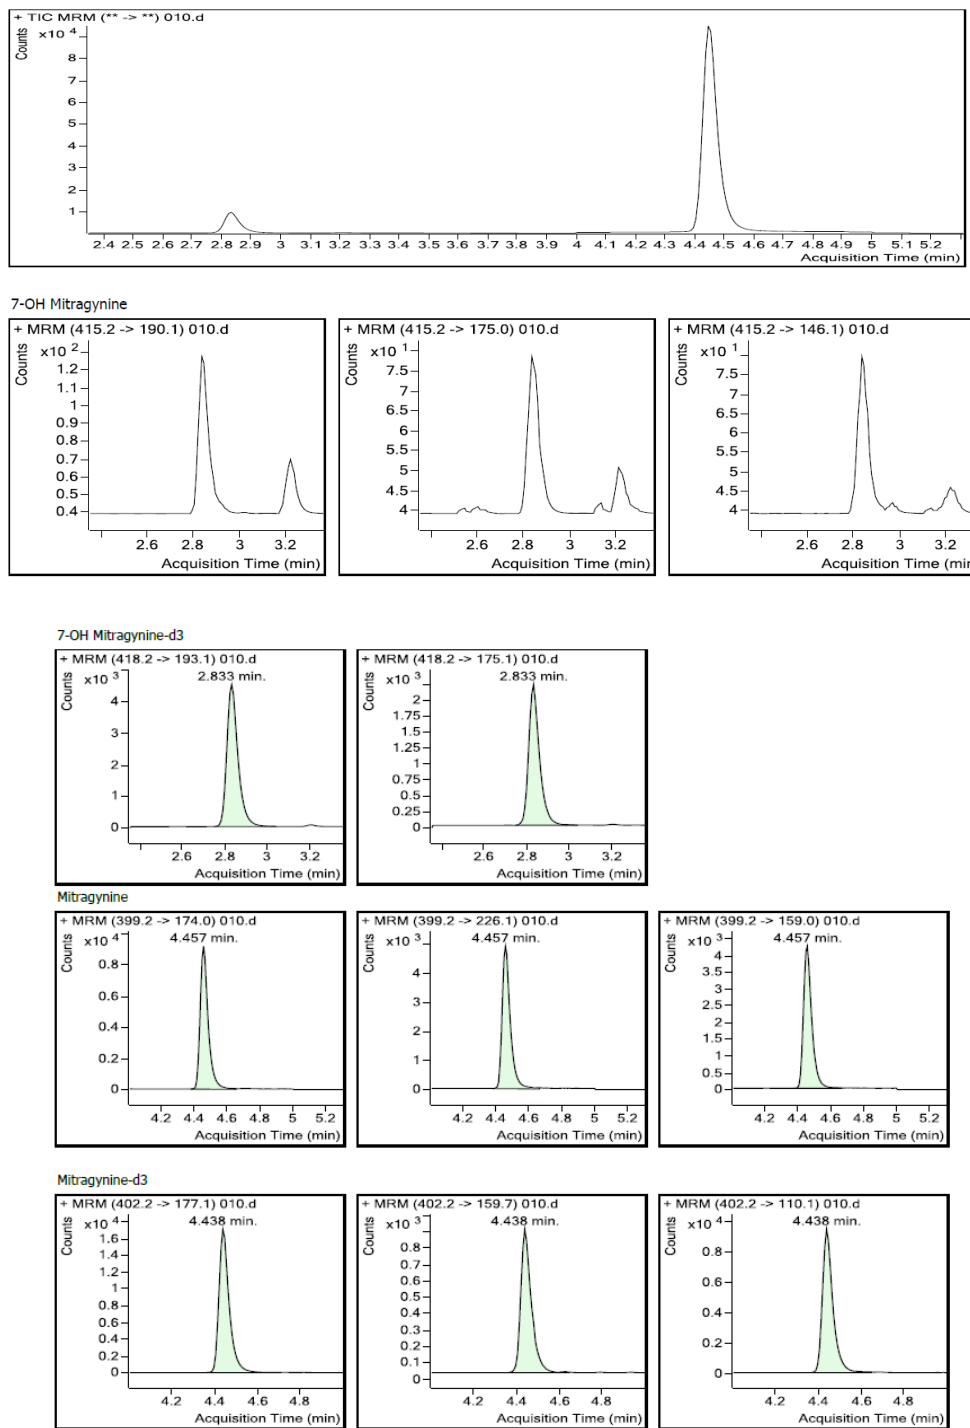 + TIC MRM (** -> **) 010.d
Counts
x10 4
8
7
6
5
4
3
2
1
2.4 2.5 2.6 2.7 2.8 2.9 3 3.1 3.2 3.3 3.4 3.5 3.6 3.7 3.8 3.9 4 4.1 4.2 4.3 4.4 4.5 4.6 4.7 4.8 4.9 5 5.1 5.2
Acquisition Time (min)
7-OH Mitragynine
+ MRM (415.2 -> 190.1) 010.d
Counts
x10 2
1.2
1.1
1
0.9
0.8
0.7
0.6
0.5
0.4
2.6 2.8 3 3.2
Acquisition Time (min)
+ MRM (415.2 -> 175.0) 010.d
Counts
x10 1
7.5
7
6.5
6
5.5
5
4.5
4
2.6 2.8 3 3.2
Acquisition Time (min)
+ MRM (415.2 -> 146.1) 010.d
Counts
x10 1
7.5
7
6.5
6
5.5
5
4.5
4
2.6 2.8 3 3.2
Acquisition Time (min
7-OH Mitragynine-d3
+ MRM (418.2 -> 193.1) 010.d
Counts
x10 3
2.833 min.
4
3
2
1
0
2.6 2.8 3 3.2
Acquisition Time (min)
+ MRM (418.2 -> 175.1) 010.d
Counts
x10 3
2.833 min.
2
1.75
1.5
1.25
1
0.75
0.5
0.25
0
2.6 2.8 3 3.2
Acquisition Time (min)
Mitragynine
+ MRM (399.2 -> 174.0) 010.d
Counts
x10 4
4.457 min.
0.8
0.6
0.4
0.2
0
4.2 4.4 4.6 4.8 5 5.2
Acquisition Time (min)
+ MRM (399.2 -> 226.1) 010.d
Counts
x10 3
4.457 min.
4
3
2
1
0
4.2 4.4 4.6 4.8 5 5.2
Acquisition Time (min)
+ MRM (399.2 -> 159.0) 010.d
Counts
x10 3
4.457 min.
4
3.5
3
2.5
2
1.5
1
0.5
0
4.2 4.4 4.6 4.8 5 5.2
Acquisition Time (min)
Mitragynine-d3
+ MRM (402.2 -> 177.1) 010.d
Counts
x10 4
4.438 min.
1.6
1.4
1.2
1
0.8
0.6
0.4
0.2
0
4.2 4.4 4.6 4.8
Acquisition Time (min)
+ MRM (402.2 -> 159.7) 010.d
Counts
x10 3
4.438 min.
0.8
0.7
0.6
0.5
0.4
0.3
0.2
0.1
0
4.2 4.4 4.6 4.8
Acquisition Time (min)
+ MRM (402.2 -> 110.1) 010.d
Counts
x10 4
4.438 min.
0.8
0.6
0.4
0.2
0
4.2 4.4 4.6 4.8
Acquisition Time (min)